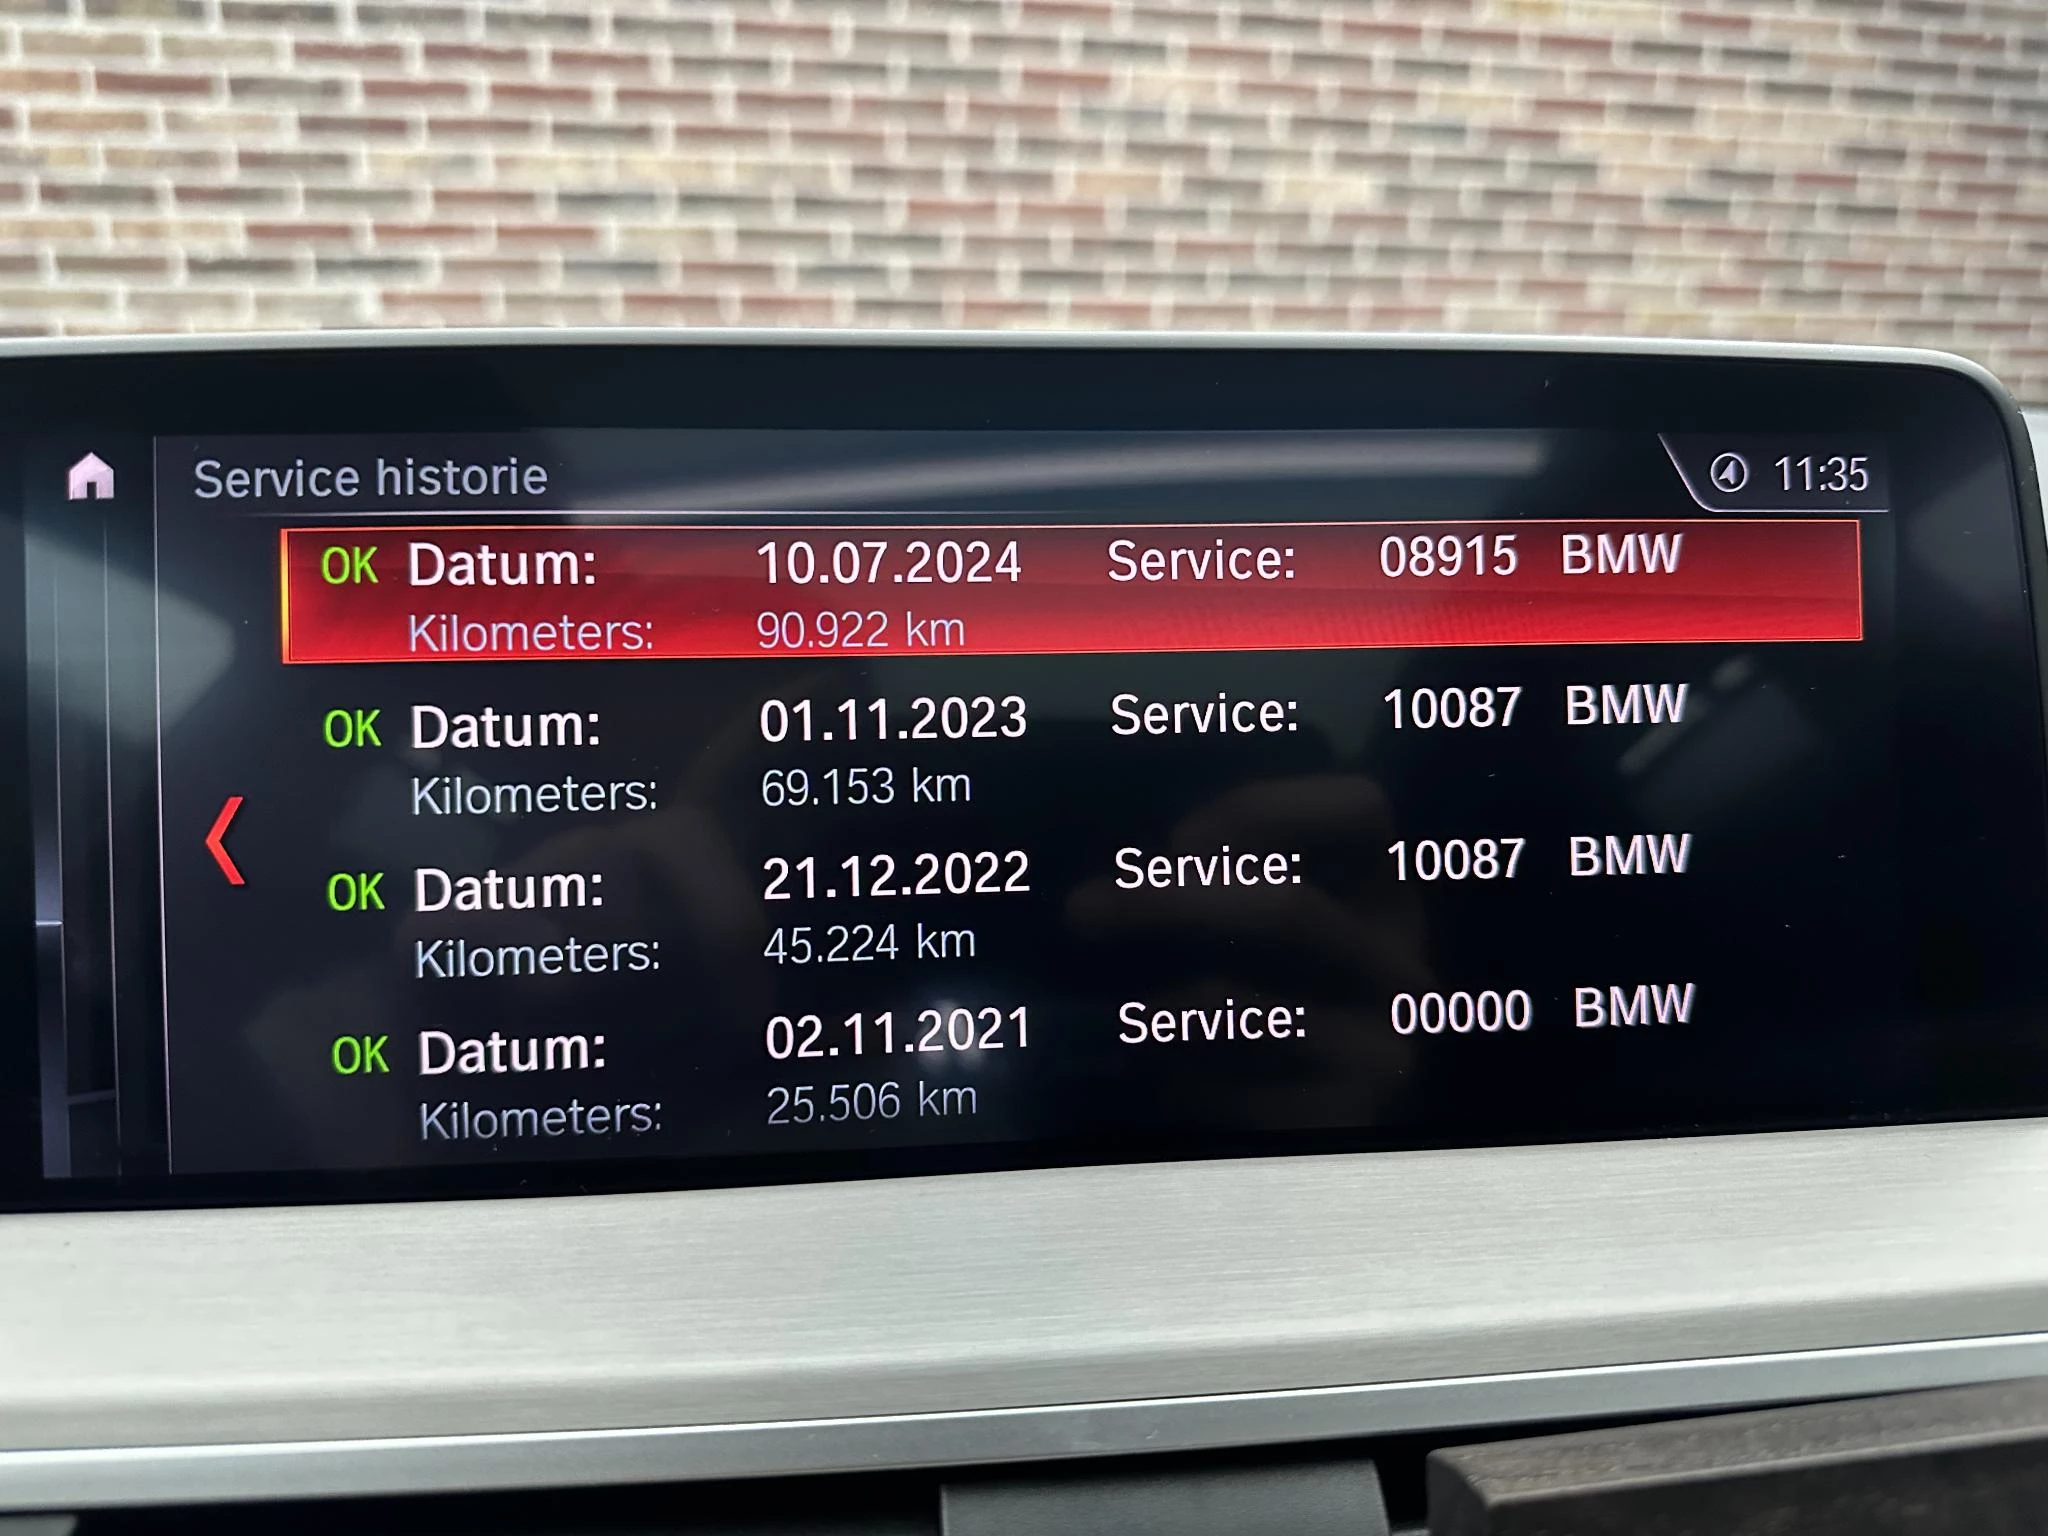 Service historie
11:35
OK Datum: 10.07.2024 Service: 08915 BMW
Kilometers: 90.922 km
OK Datum: 01.11.2023 Service: 10087 BMW
Kilometers: 69.153 km
OK Datum: 21.12.2022 Service: 10087 BMW
Kilometers: 45.224 km
OK Datum: 02.11.2021 Service: 00000 BMW
Kilometers: 25.506 km